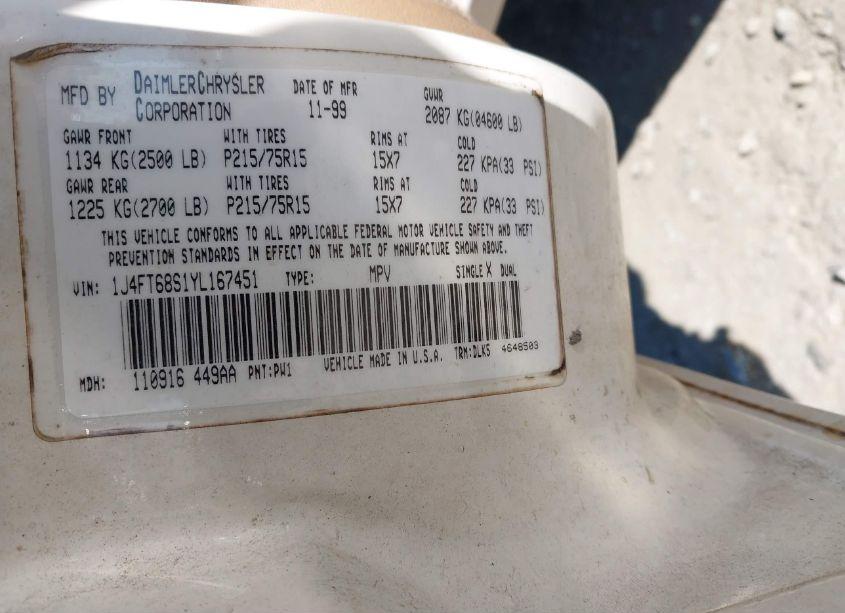 MFD BY DAIMLERCHRYSLER CORPORATION DATE OF MFR 11-99 GVWR 2087 KG(04600 LB)
GAWR FRONT WITH TIRES RIMS AT COLD
1134 KG(2500 LB) P215/75R15 15X7 227 KPA(33 PSI)
GAWR REAR WITH TIRES RIMS AT COLD
1225 KG(2700 LB) P215/75R15 15X7 227 KPA(33 PSI)
THIS VEHICLE CONFORMS TO ALL APPLICABLE FEDERAL MOTOR VEHICLE SAFETY AND THEFT
PREVENTION STANDARDS IN EFFECT ON THE DATE OF MANUFACTURE SHOWN ABOVE.
VIN: 1J4FT68S1YL167451 TYPE: MPV SINGLE X DUAL
MDH: 110916 449AA PNT:PW1 VEHICLE MADE IN U.S.A. TRM:DLK5 4648503